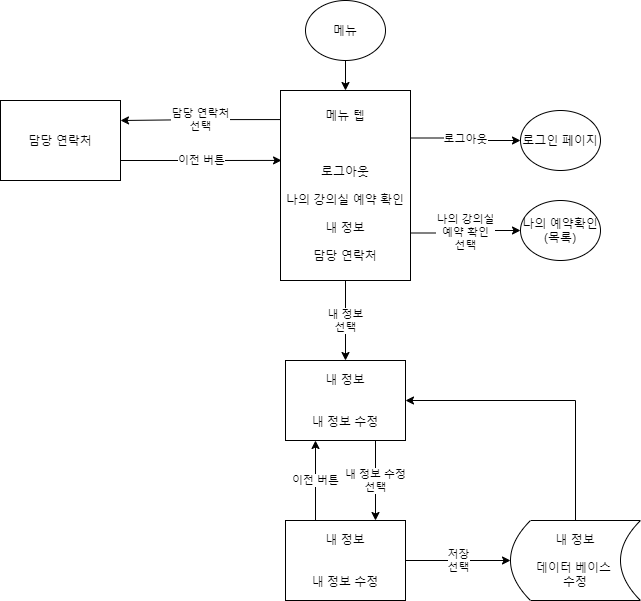 메뉴
메뉴 텝
로그아웃
나의 강의실 예약 확인
내 정보
담당 연락처
담당 연락처
선택
담당 연락처
이전 버튼
로그아웃
로그인 페이지
나의 강의실
예약 확인
선택
나의 예약확인
(목록)
내 정보
선택
내 정보
내 정보 수정
이전 버튼
내 정보 수정
선택
내 정보
내 정보 수정
저장
선택
내 정보
데이터 베이스
수정